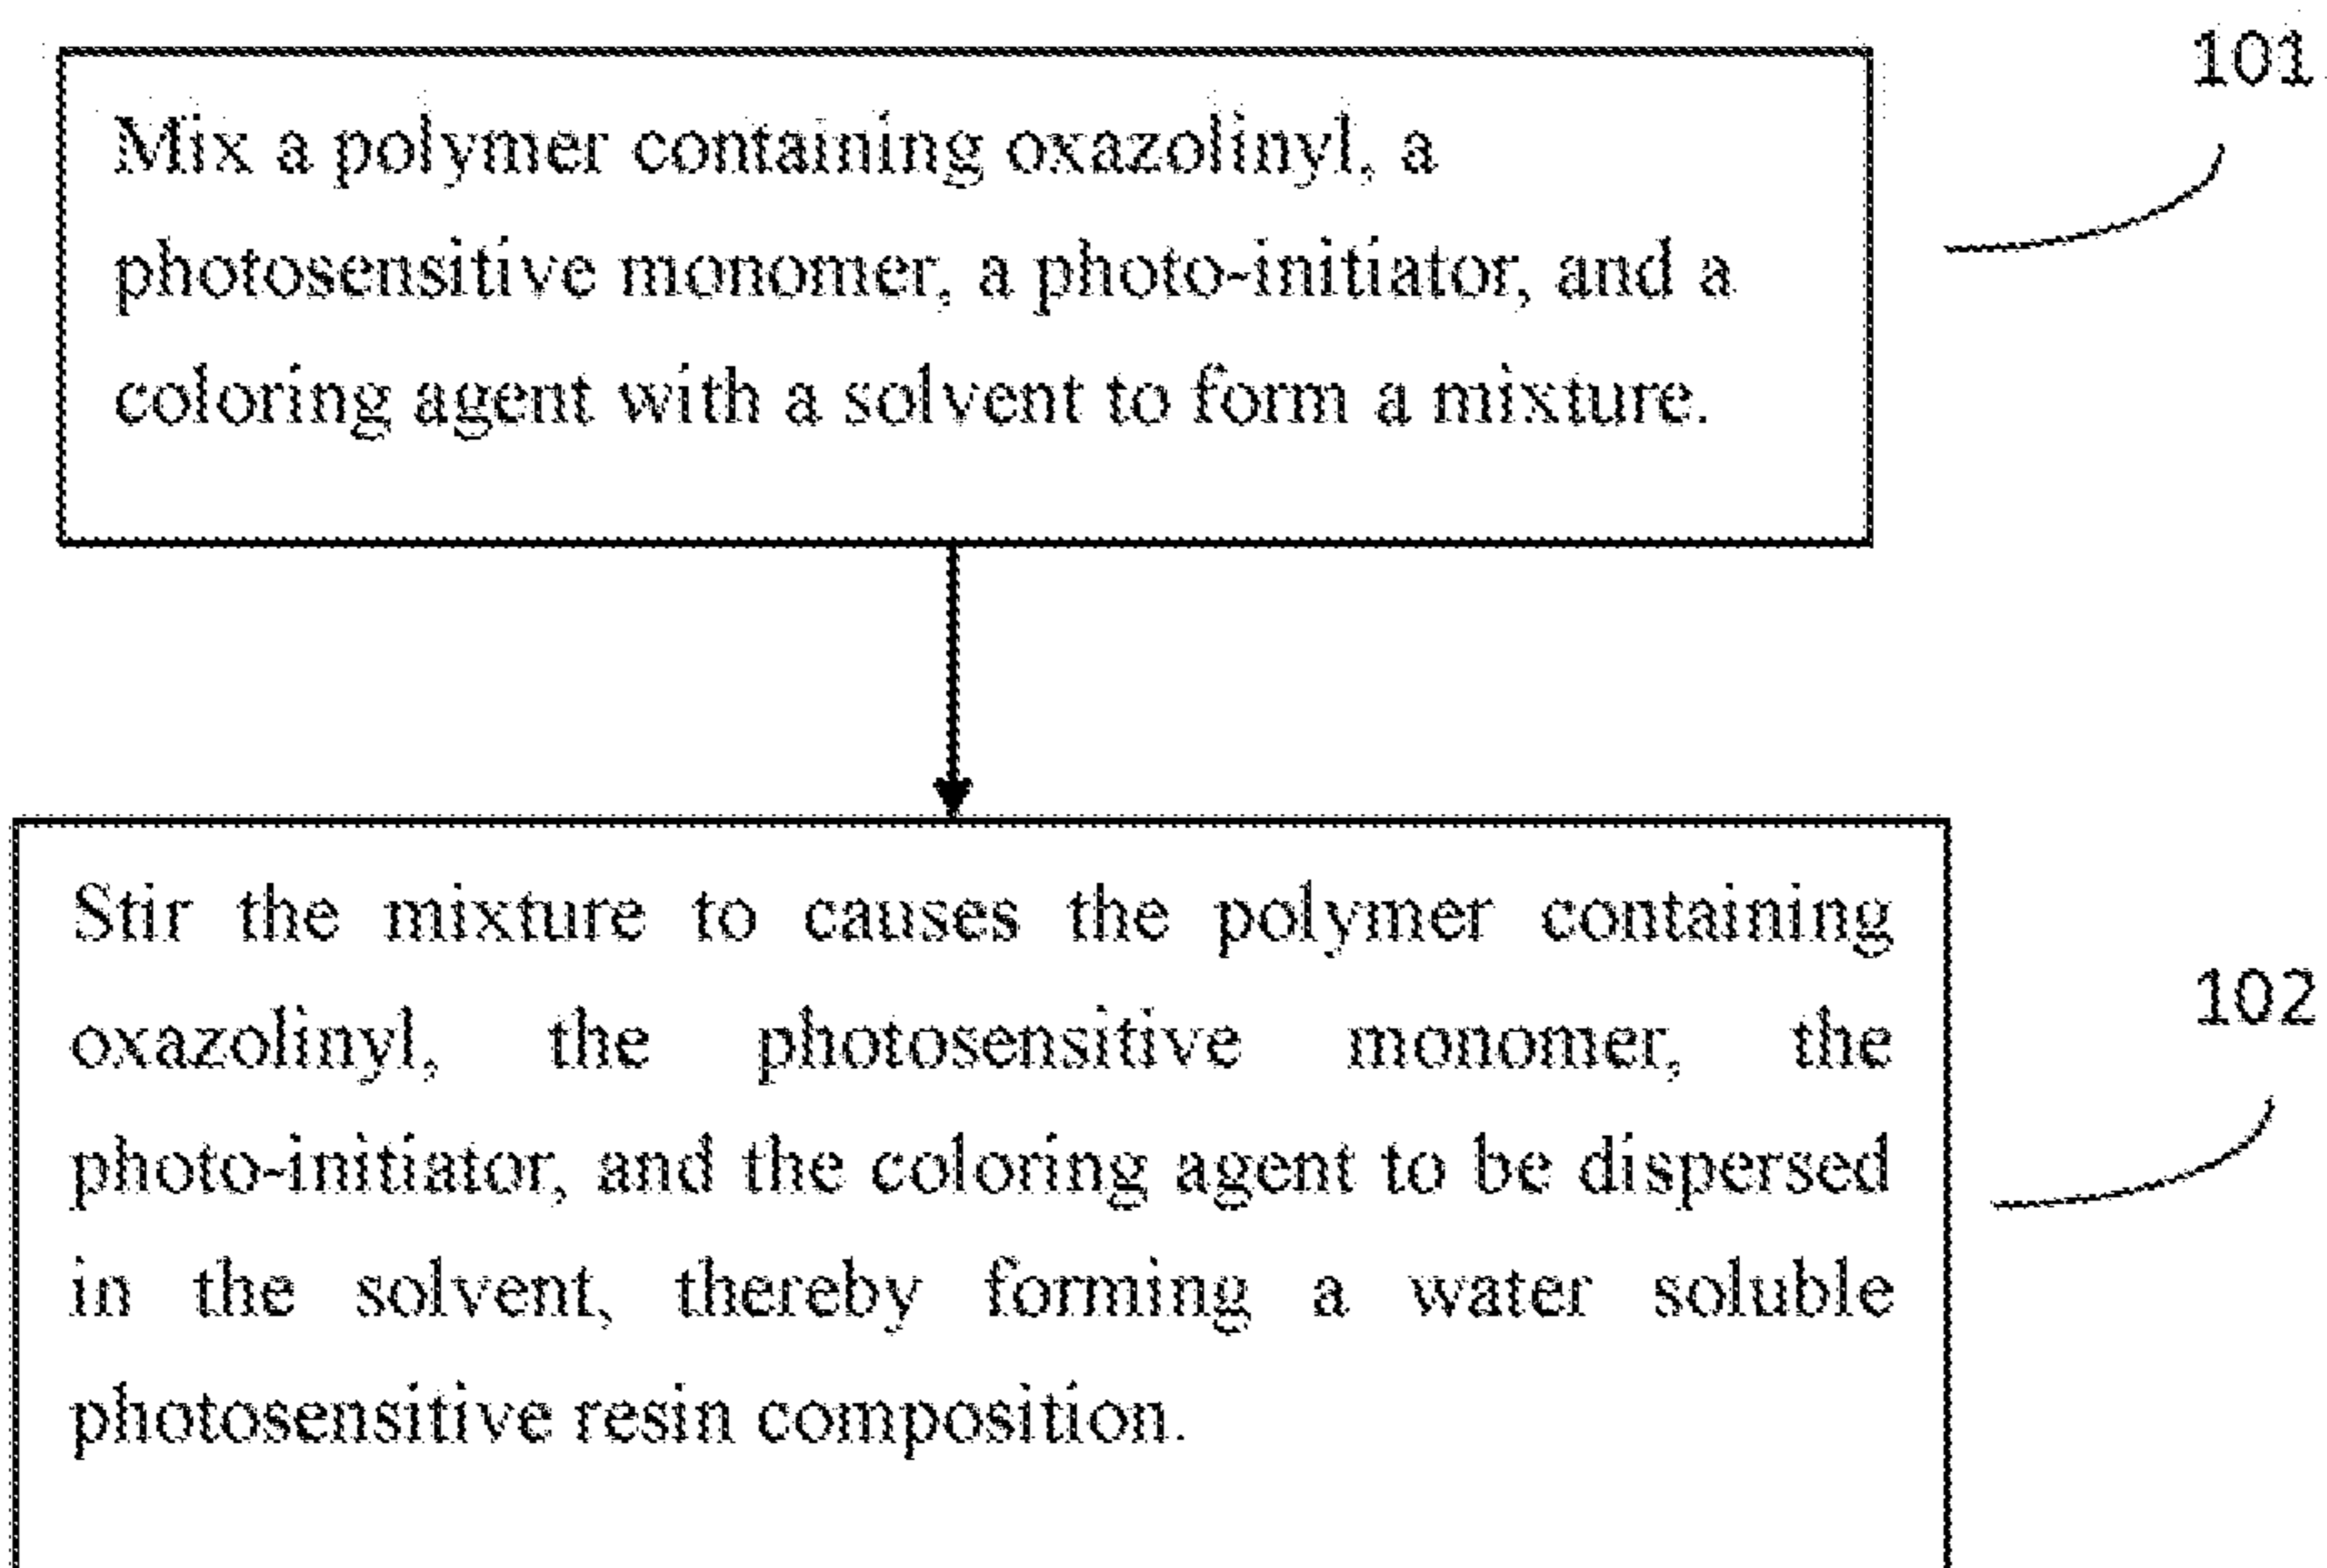 101
Mix a polymer containing oxazolinyl, a
photosensitive monomer, a photo-initiator, and a
coloring agent with a solvent to form a mixture.
Stir the mixture to causes the polymer containing
oxazolinyl, the photosensitive monomer, the
102
photo-initiator, and the coloring agent to be dispersed
in the solvent, thereby forming a water soluble
photosensitive resin composition.